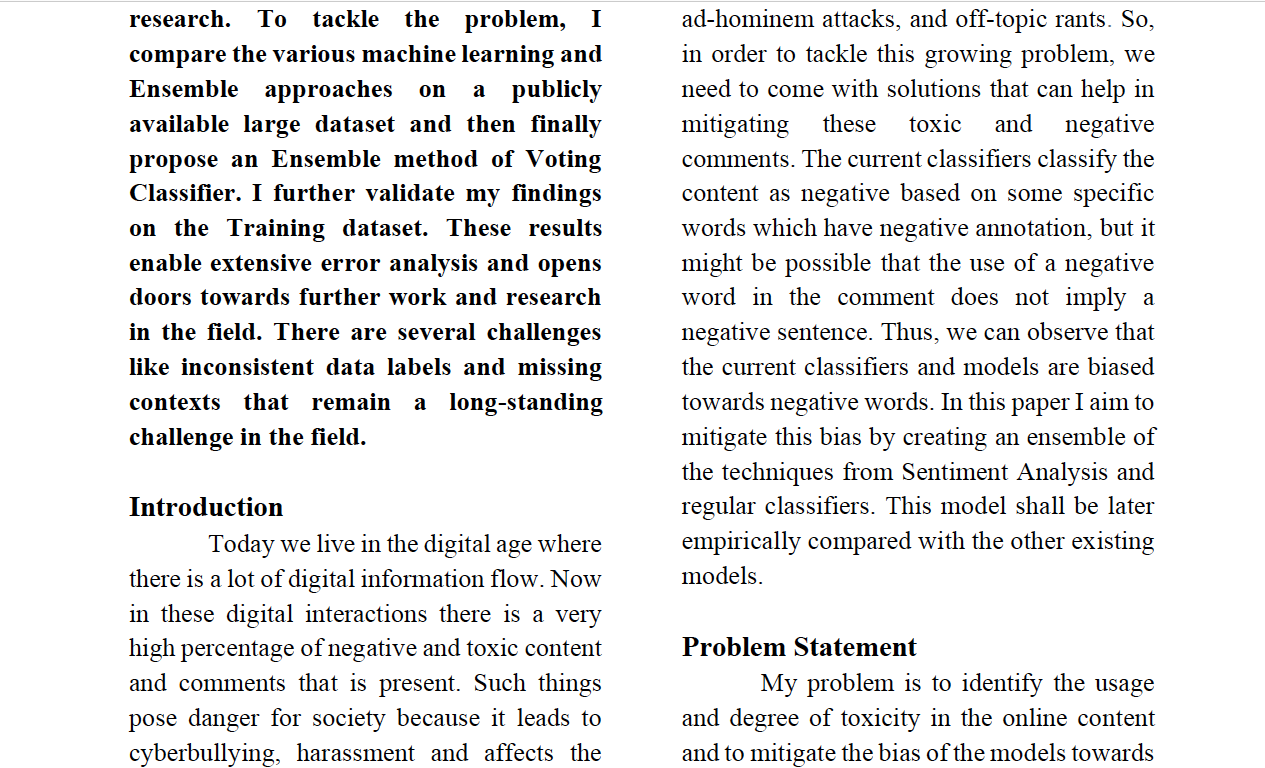 research. To tackle the problem, I
compare the various machine learning and
Ensemble approaches on a publicly
available large dataset and then finally
propose an Ensemble method of Voting
Classifier. I further validate my findings
on the Training dataset. These results
enable extensive error analysis and opens
doors towards further work and research
in the field. There are several challenges
like inconsistent data labels and missing
contexts that remain a long-standing
challenge in the field.
Introduction
Today we live in the digital age where
there is a lot of digital information flow. Now
in these digital interactions there is a very
high percentage of negative and toxic content
and comments that is present. Such things
pose danger for society because it leads to
cyberbullying, harassment and affects the
ad-hominem attacks, and off-topic rants. So,
in order to tackle this growing problem, we
need to come with solutions that can help in
mitigating these toxic and negative
comments. The current classifiers classify the
content as negative based on some specific
words which have negative annotation, but it
might be possible that the use of a negative
word in the comment does not imply a
negative sentence. Thus, we can observe that
the current classifiers and models are biased
towards negative words. In this paper I aim to
mitigate this bias by creating an ensemble of
the techniques from Sentiment Analysis and
regular classifiers. This model shall be later
empirically compared with the other existing
models.
Problem Statement
My problem is to identify the usage
and degree of toxicity in the online content
and to mitigate the bias of the models towards